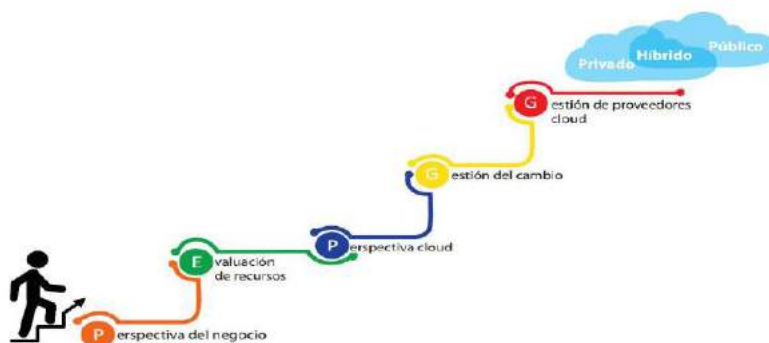 Privado Híbrido Público
Gestión de proveedores
cloud
Gestión del cambio
Perspectiva cloud
Evaluación
de recursos
Perspectiva del negocio